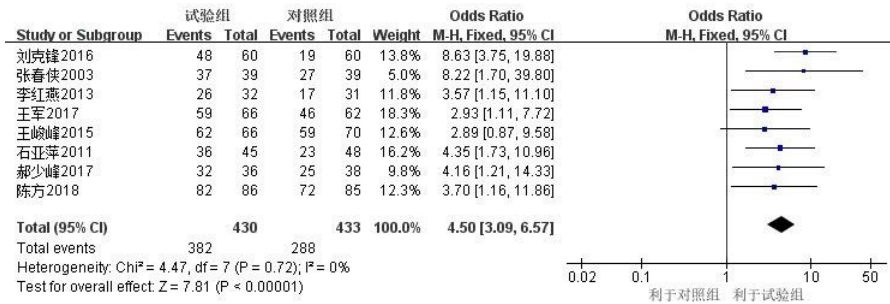 试验组 对照组 Odds Ratio Odds Ratio
Study or Subgroup Events Total Events Total Weight M-H, Fixed, 95% CI M-H, Fixed, 95% CI
刘克锋2016 48 60 19 60 13.8% 8.63 [3.75, 19.88]
张春侠2003 37 39 27 39 5.0% 8.22 [1.70, 39.80]
李红燕2013 26 32 17 31 11.8% 3.57 [1.15, 11.10]
王军2017 59 66 46 62 18.3% 2.93 [1.11, 7.72]
王峻峰2015 62 66 59 70 12.6% 2.89 [0.87, 9.58]
石亚萍2011 36 45 23 48 16.2% 4.35 [1.73, 10.96]
郝少峰2017 32 36 25 38 9.8% 4.16 [1.21, 14.33]
陈方2018 82 86 72 85 12.3% 3.70 [1.16, 11.86]
Total (95% CI) 430 433 100.0% 4.50 [3.09, 6.57]
Total events 382 288
Heterogeneity: Chi² = 4.47, df = 7 (P = 0.72); I² = 0%
Test for overall effect: Z = 7.81 (P < 0.00001)
0.02 0.1 1 10 50
利于对照组 利于试验组